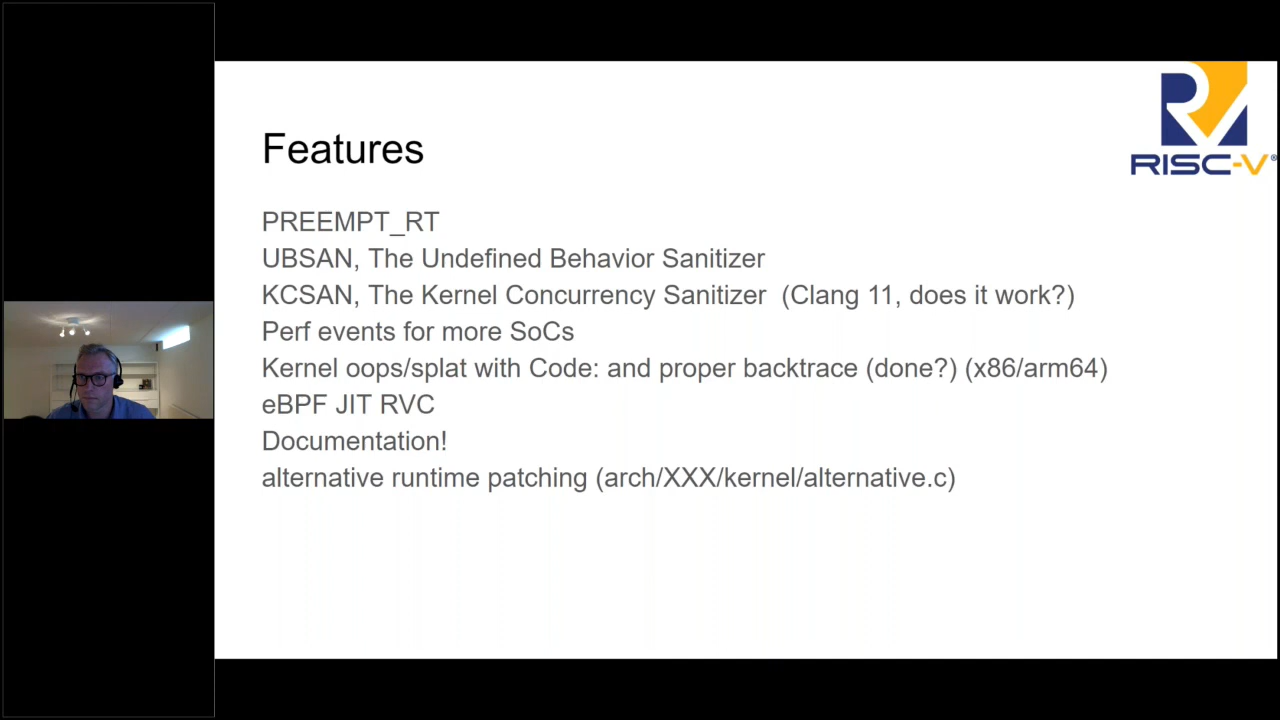 Features
RISC-V®
PREEMPT_RT
UBSAN, The Undefined Behavior Sanitizer
KCSAN, The Kernel Concurrency Sanitizer  (Clang 11, does it work?)
Perf events for more SoCs
Kernel oops/splat with Code: and proper backtrace (done?) (x86/arm64)
eBPF JIT RVC
Documentation!
alternative runtime patching (arch/XXX/kernel/alternative.c)